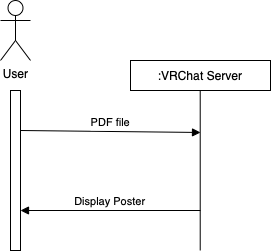 User
:VRChat Server
PDF file
Display Poster